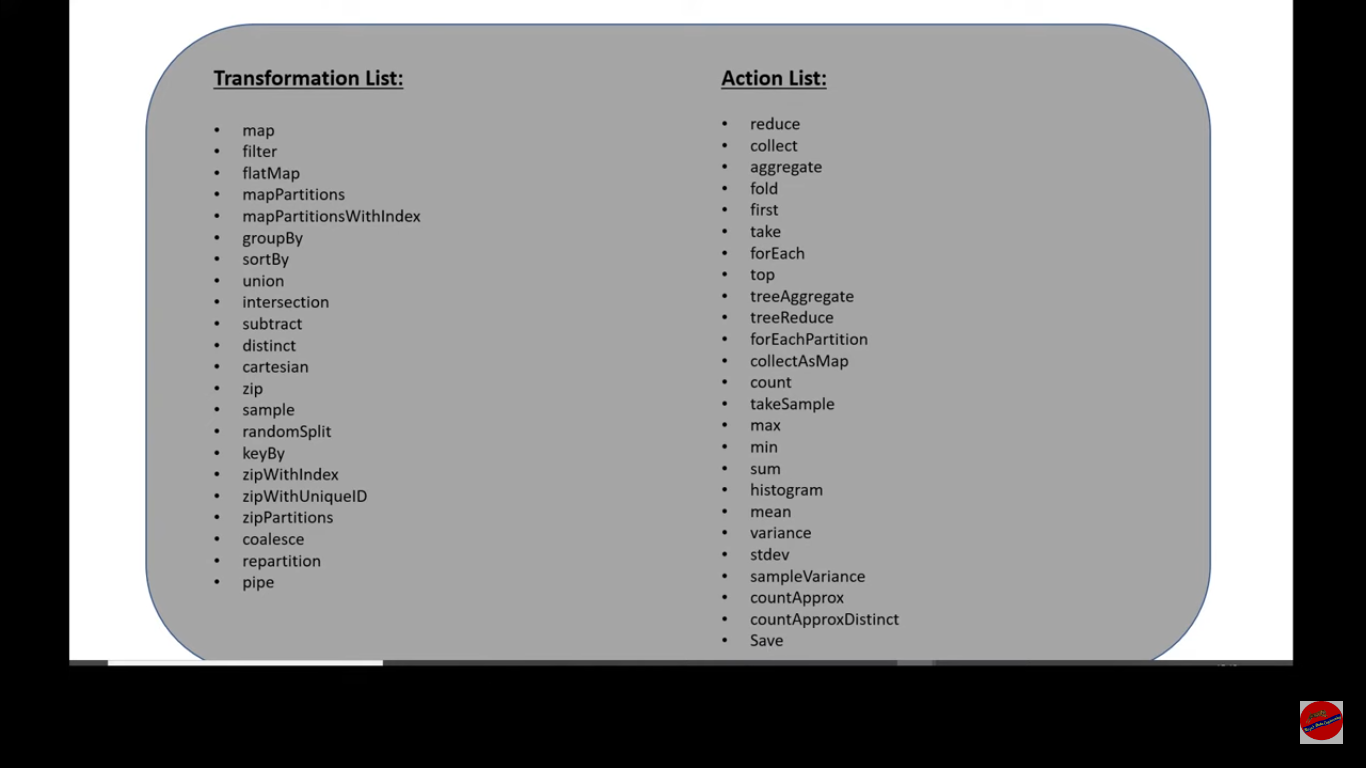 Transformation List:
• map
• filter
• flatMap
• mapPartitions
• mapPartitionsWithIndex
• groupBy
• sortBy
• union
• intersection
• subtract
• distinct
• cartesian
• zip
• sample
• randomSplit
• keyBy
• zipWithIndex
• zipWithUniqueID
• zipPartitions
• coalesce
• repartition
• pipe
Action List:
• reduce
• collect
• aggregate
• fold
• first
• take
• forEach
• top
• treeAggregate
• treeReduce
• forEachPartition
• collectAsMap
• count
• takeSample
• max
• min
• sum
• histogram
• mean
• variance
• stdev
• sampleVariance
• countApprox
• countApproxDistinct
• Save